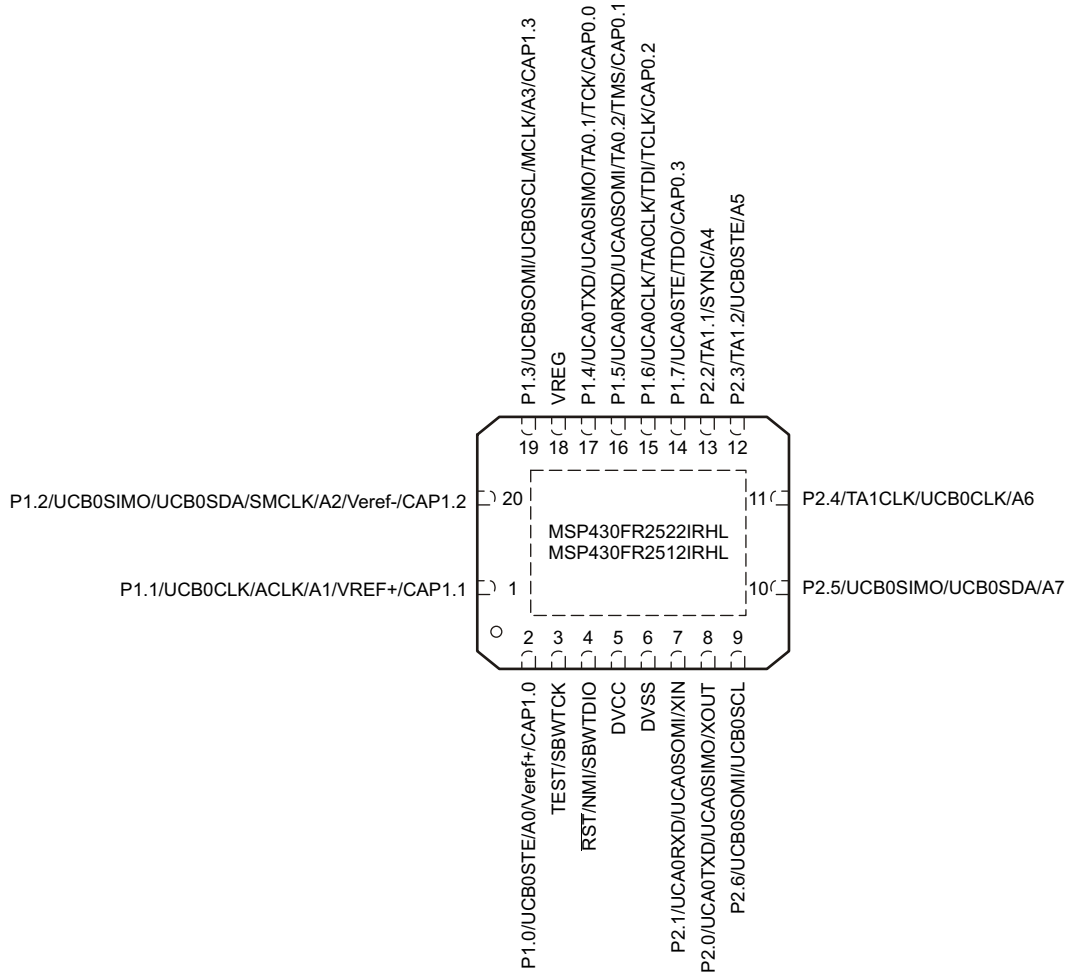 P1.3/UCB0SOMI/UCB0SCL/MCLK/A3/CAP1.3
VREG
P1.4/UCA0TXD/UCA0SIMO/TA0.1/TCK/CAP0.0
P1.5/UCA0RXD/UCA0SOMI/TA0.2/TMS/CAP0.1
P1.6/UCA0CLK/TA0CLK/TDI/TCLK/CAP0.2
P1.7/UCA0STE/TDO/CAP0.3
P2.2/TA1.1/SYNC/A4
P2.3/TA1.2/UCB0STE/A5
19 18 17 16 15 14 13 12
P1.2/UCB0SIMO/UCB0SDA/SMCLK/A2/Veref-/CAP1.2 20
11 P2.4/TA1CLK/UCB0CLK/A6
MSP430FR2522IRHL
MSP430FR2512IRHL
P1.1/UCB0CLK/ACLK/A1/VREF+/CAP1.1 1
10 P2.5/UCB0SIMO/UCB0SDA/A7
2 3 4 5 6 7 8 9
P1.0/UCB0STE/A0/Veref+/CAP1.0
TEST/SBWTCK
RST/NMI/SBWTDIO
DVCC
DVSS
P2.1/UCA0RXD/UCA0SOMI/XIN
P2.0/UCA0TXD/UCA0SIMO/XOUT
P2.6/UCB0SOMI/UCB0SCL